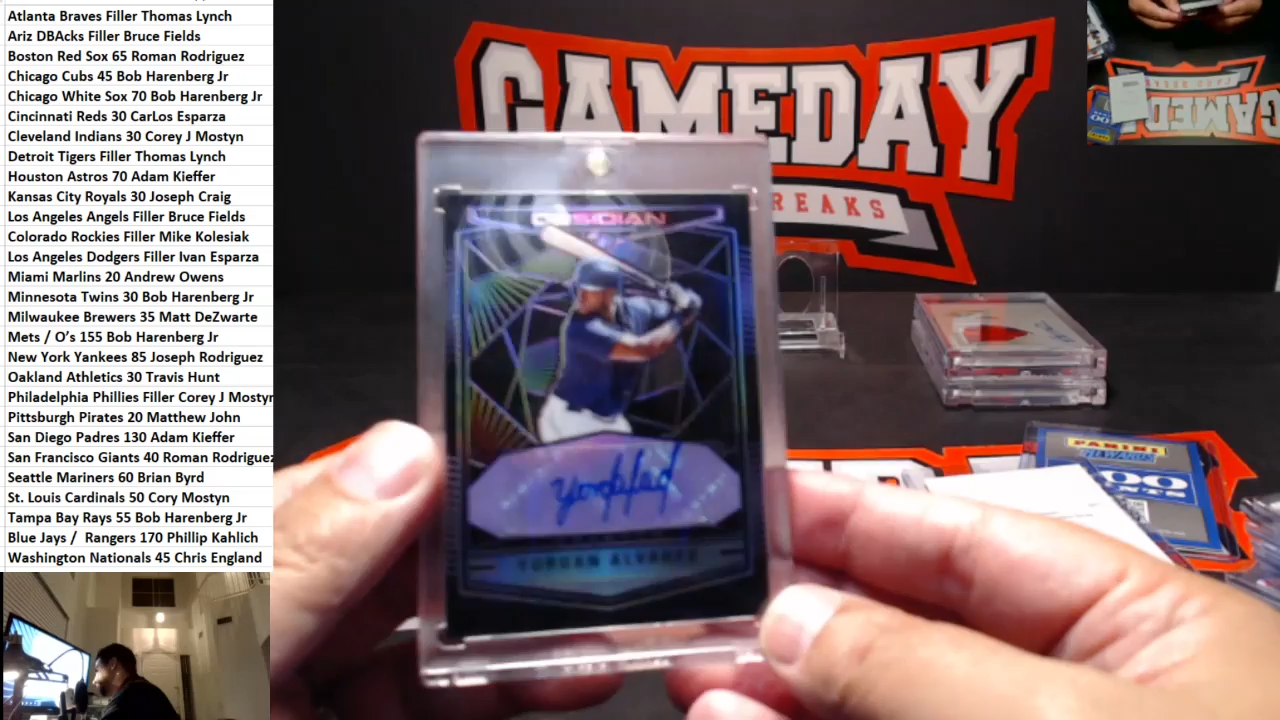 Atlanta Braves Filler Thomas Lynch
Ariz DBAcks Filler Bruce Fields
Boston Red Sox 65 Roman Rodriguez
Chicago Cubs 45 Bob Harenberg Jr
Chicago White Sox 70 Bob Harenberg Jr
Cincinnati Reds 30 CarLos Esparza
Cleveland Indians 30 Corey J Mostyn
Detroit Tigers Filler Thomas Lynch
Houston Astros 70 Adam Kieffer
Kansas City Royals 30 Joseph Craig
Los Angeles Angels Filler Bruce Fields
Colorado Rockies Filler Mike Kolesiak
Los Angeles Dodgers Filler Ivan Esparza
Miami Marlins 20 Andrew Owens
Minnesota Twins 30 Bob Harenberg Jr
Milwaukee Brewers 35 Matt DeZwarte
Mets / O's 155 Bob Harenberg Jr
New York Yankees 85 Joseph Rodriguez
Oakland Athletics 30 Travis Hunt
Philadelphia Phillies Filler Corey J Mostyn
Pittsburgh Pirates 20 Matthew John
San Diego Padres 130 Adam Kieffer
San Francisco Giants 40 Roman Rodriguez
Seattle Mariners 60 Brian Byrd
St. Louis Cardinals 50 Cory Mostyn
Tampa Bay Rays 55 Bob Harenberg Jr
Blue Jays / Rangers 170 Phillip Kahlich
Washington Nationals 45 Chris England
GAMEDAY
REAKS
OBSIDIAN
YORDAN ALVAREZ
PANINI
REWARDS
GAMEDAY